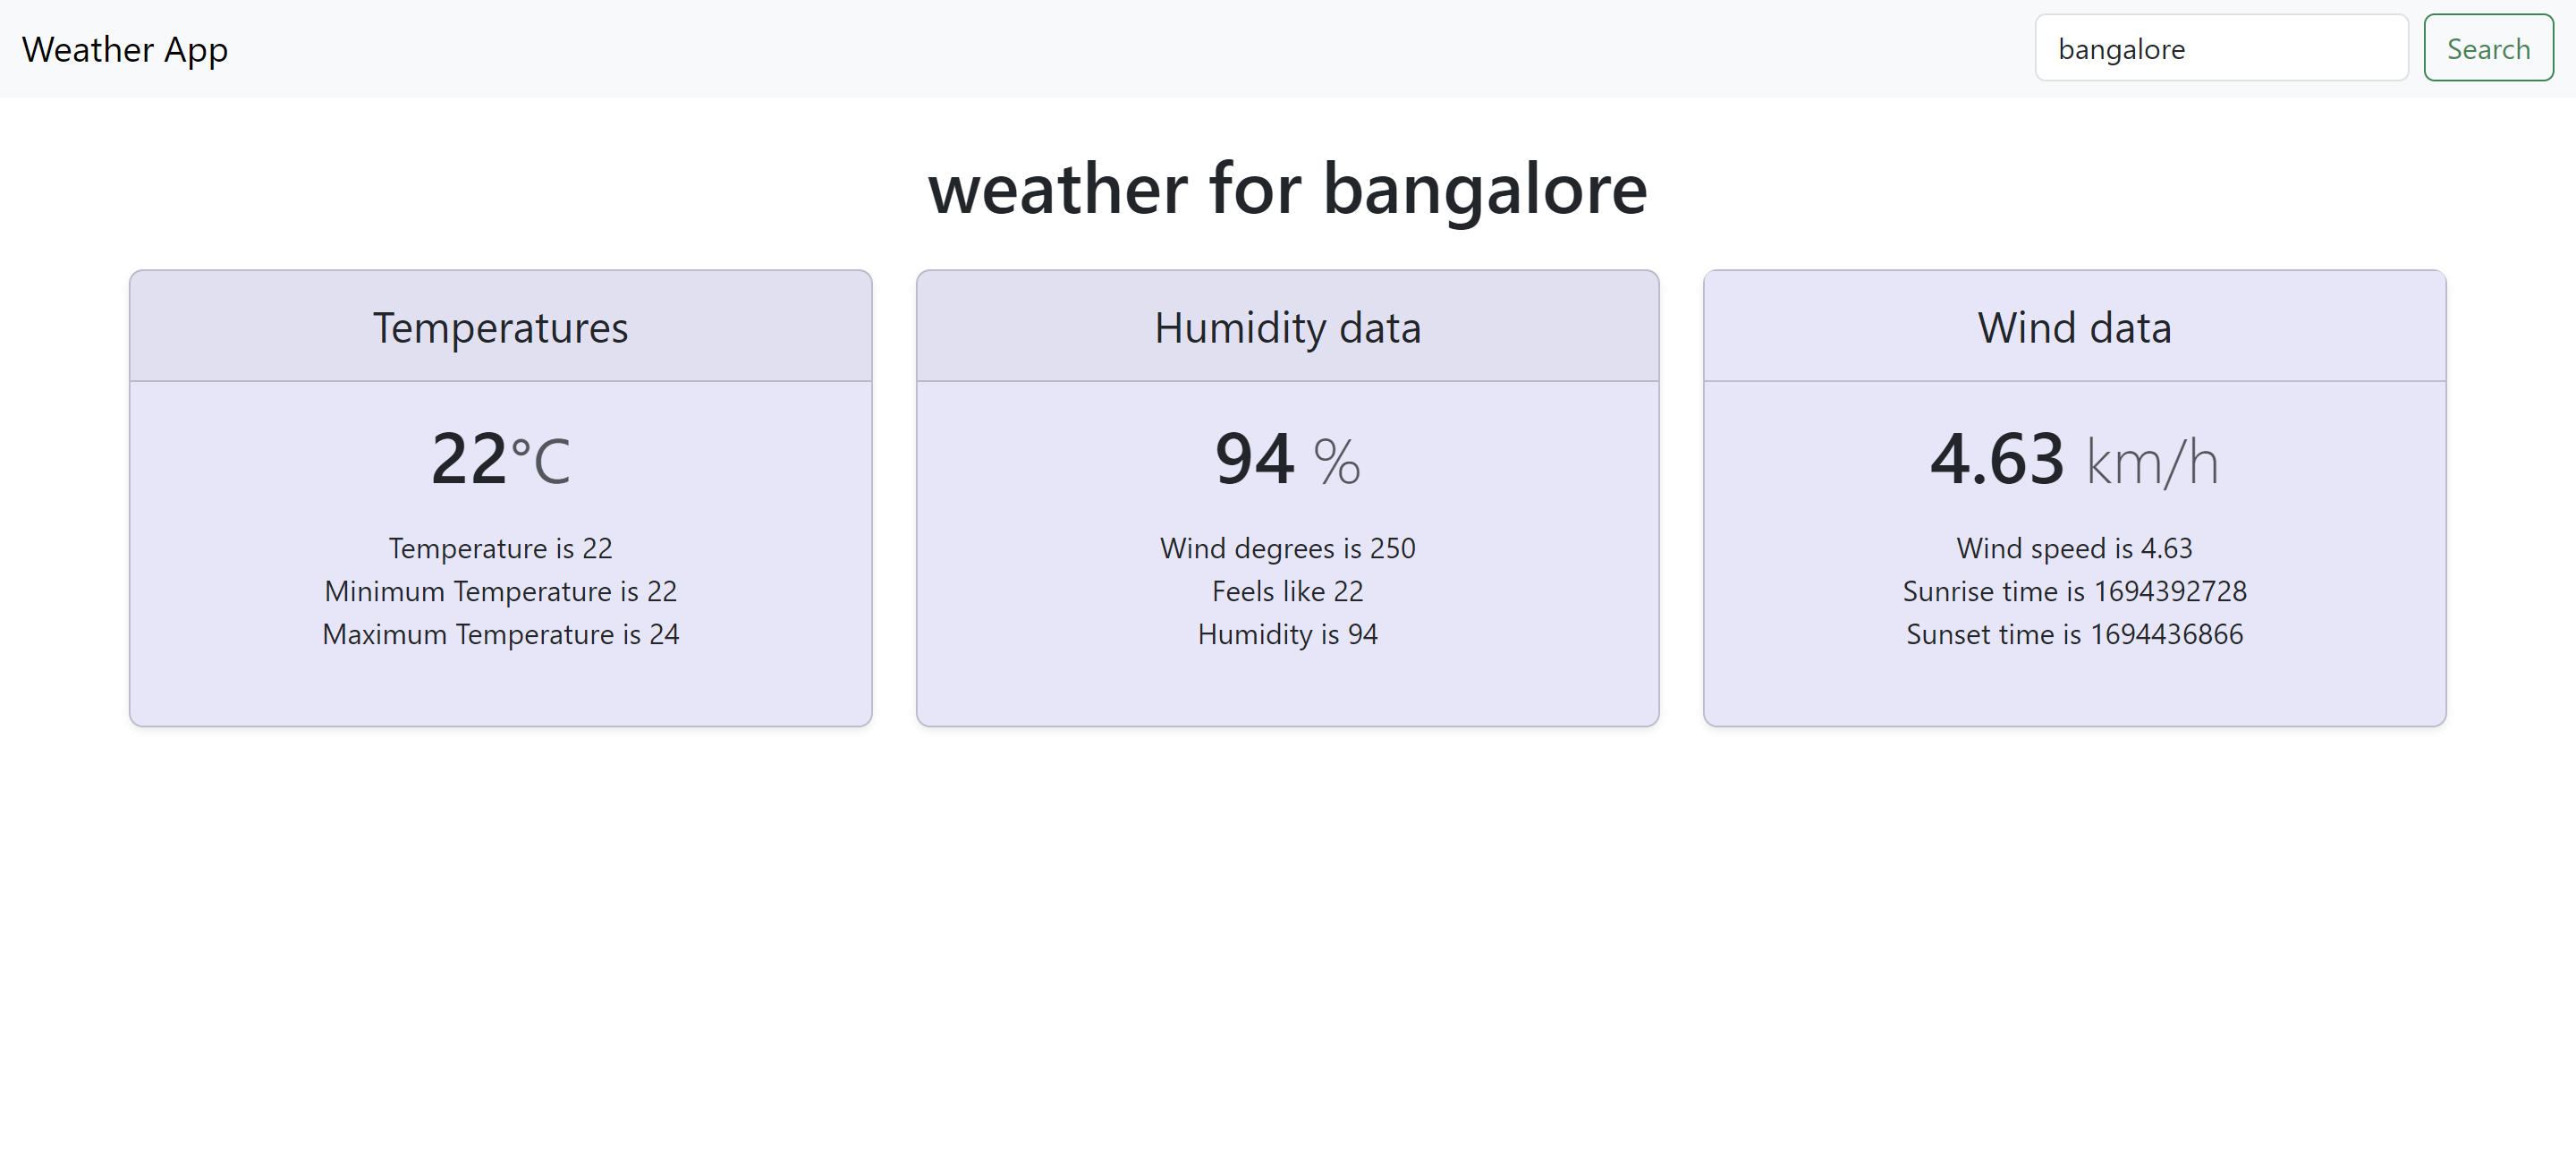 Weather App
bangalore
Search
weather for bangalore
Temperatures
22°C
Temperature is 22
Minimum Temperature is 22
Maximum Temperature is 24
Humidity data
94 %
Wind degrees is 250
Feels like 22
Humidity is 94
Wind data
4.63 km/h
Wind speed is 4.63
Sunrise time is 1694392728
Sunset time is 1694436866